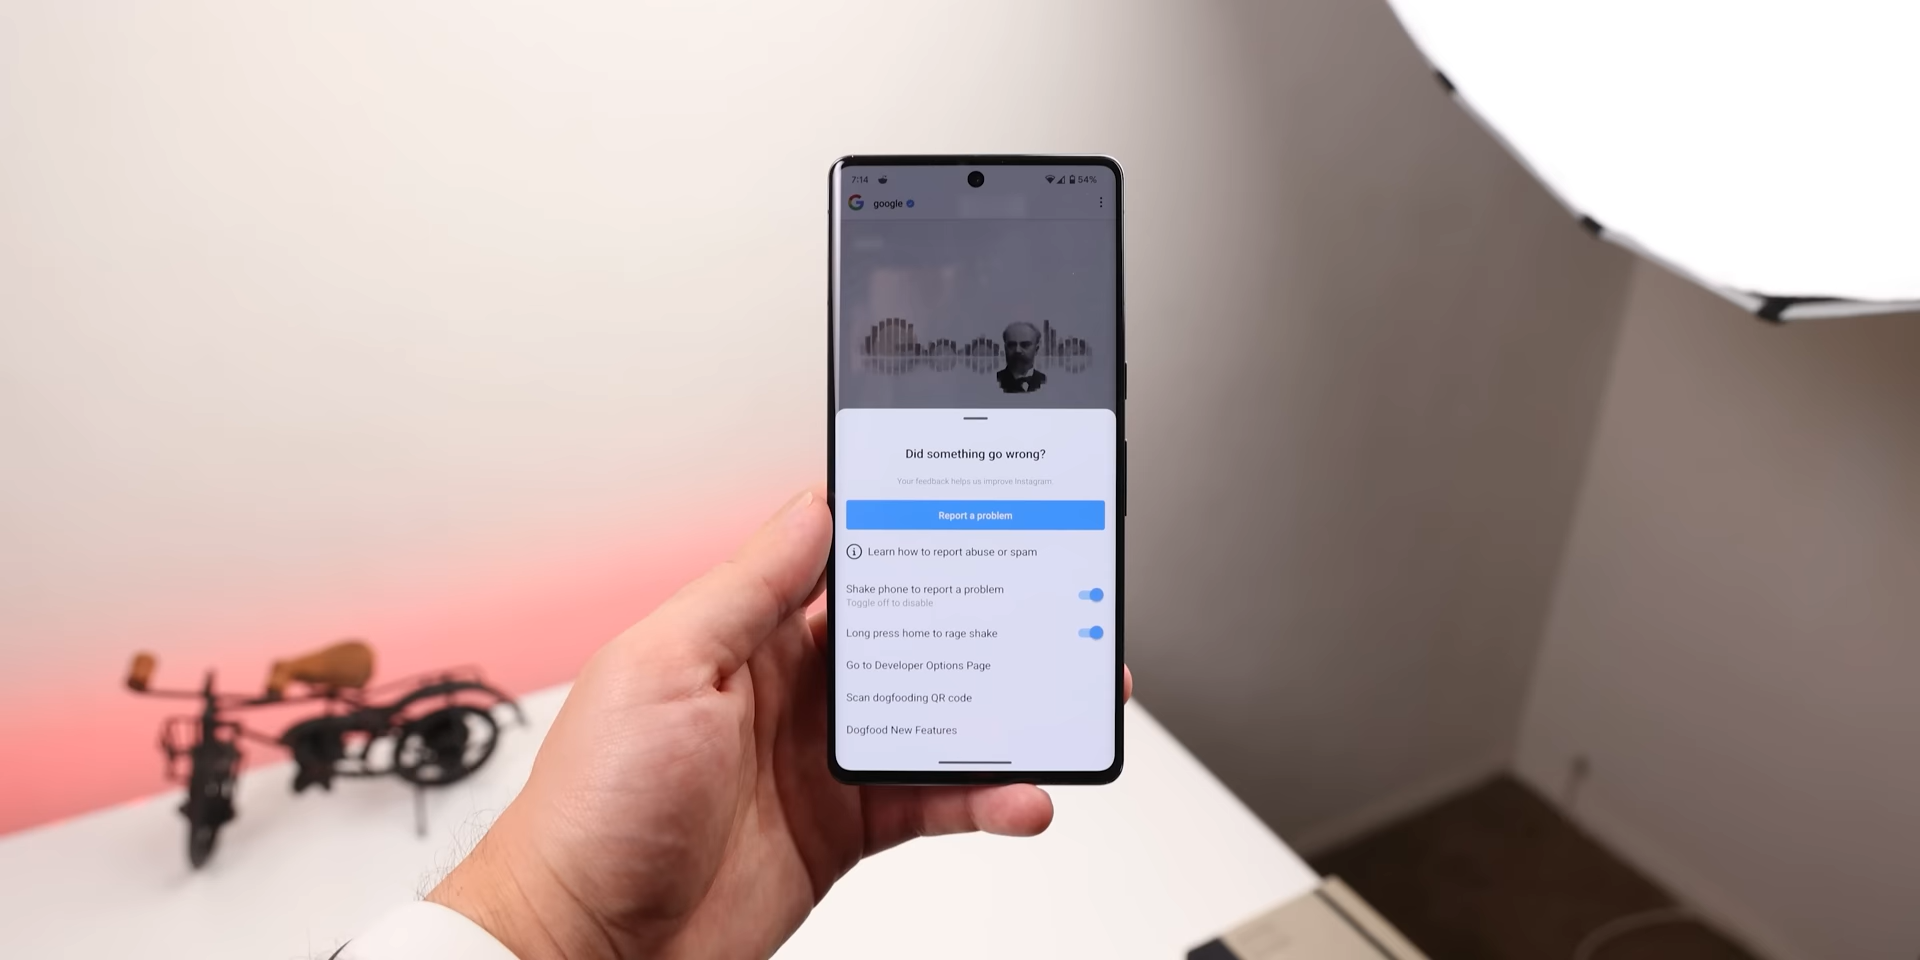 7:14 54%
google
Did something go wrong?
Your feedback helps us improve Instagram.
Report a problem
Learn how to report abuse or spam
Shake phone to report a problem
Toggle off to disable
Long press home to rage shake
Go to Developer Options Page
Scan dogfooding QR code
Dogfood New Features